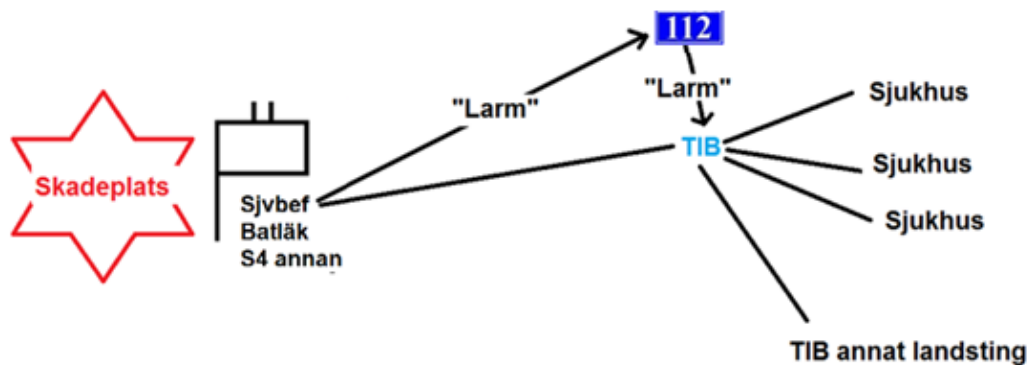 112
"Larm"
"Larm"
Sjukhus
TIB
Sjukhus
Skadeplats
Sjvbef
Batläk
S4 annan
Sjukhus
TIB annat landsting